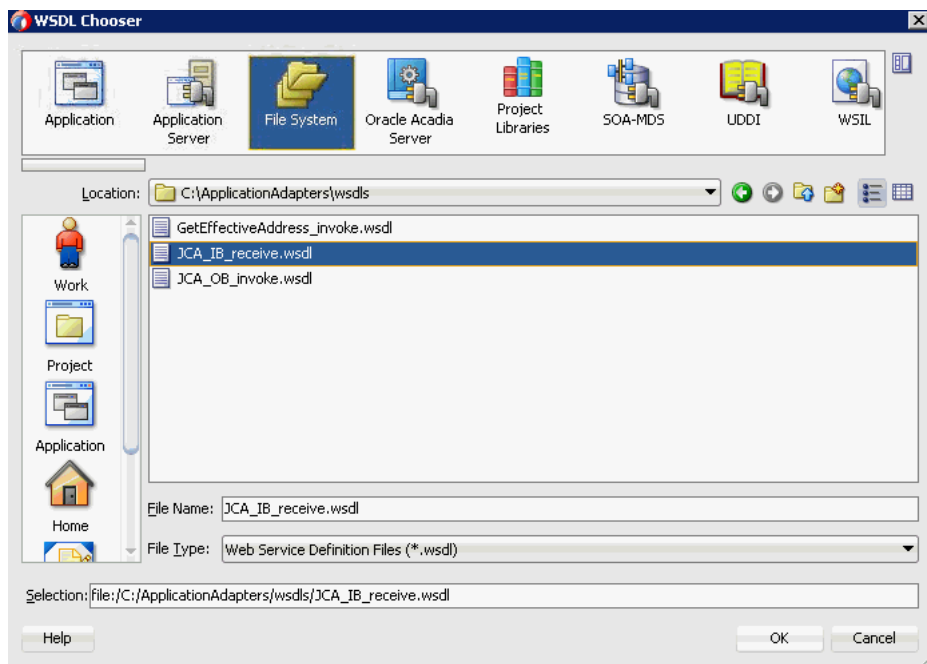 WSDL Chooser
Application
Application Server
File System
Oracle Acadia Server
Project Libraries
SOA-MDS
UDDI
WSIL
Location: C:\ApplicationAdapters\wsdls
Work
Project
Application
Home
GetEffectiveAddress_invoke.wsdl
JCA_IB_receive.wsdl
JCA_OB_invoke.wsdl
File Name: JCA_IB_receive.wsdl
File Type: Web Service Definition Files (*.wsdl)
Selection: file:/C:/ApplicationAdapters/wsdls/JCA_IB_receive.wsdl
Help
OK
Cancel